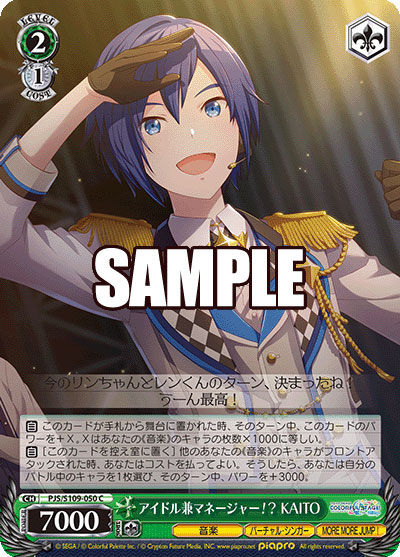 LEVEL
2
1
COST
SAMPLE
今のリンちゃんとレンくんのターン、決まったね！
うーん最高！
このカードが手札から舞台に置かれた時、そのターン中、このカードのパ
ワーを＋X。Xはあなたの《音楽》のキャラの枚数×1000に等しい。
［このカードを控え室に置く］他のあなたの《音楽》のキャラがフロントア
タックされた時、あなたはコストを払ってよい。そうしたら、あなたは自分の
バトル中のキャラを1枚選び、そのターン中、パワーを＋3000。
CH PJS/S109-050 C
アイドル兼マネージャー！？ KAITO
7000
音楽
バーチャル・シンガー
MORE MORE JUMP！
© SEGA / © Colorful Palette Inc. / © Crypton Future Media, INC. www.piapro.net piapro All rights reserved.